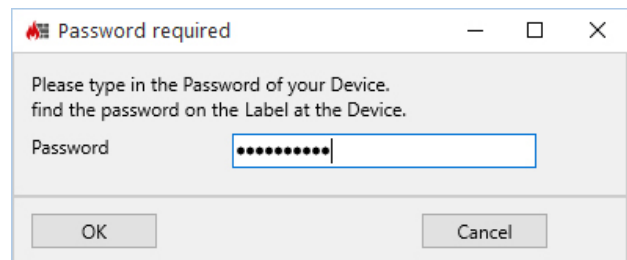 Password required
Please type in the Password of your Device.
find the password on the Label at the Device.
Password ••••••••••
OK Cancel